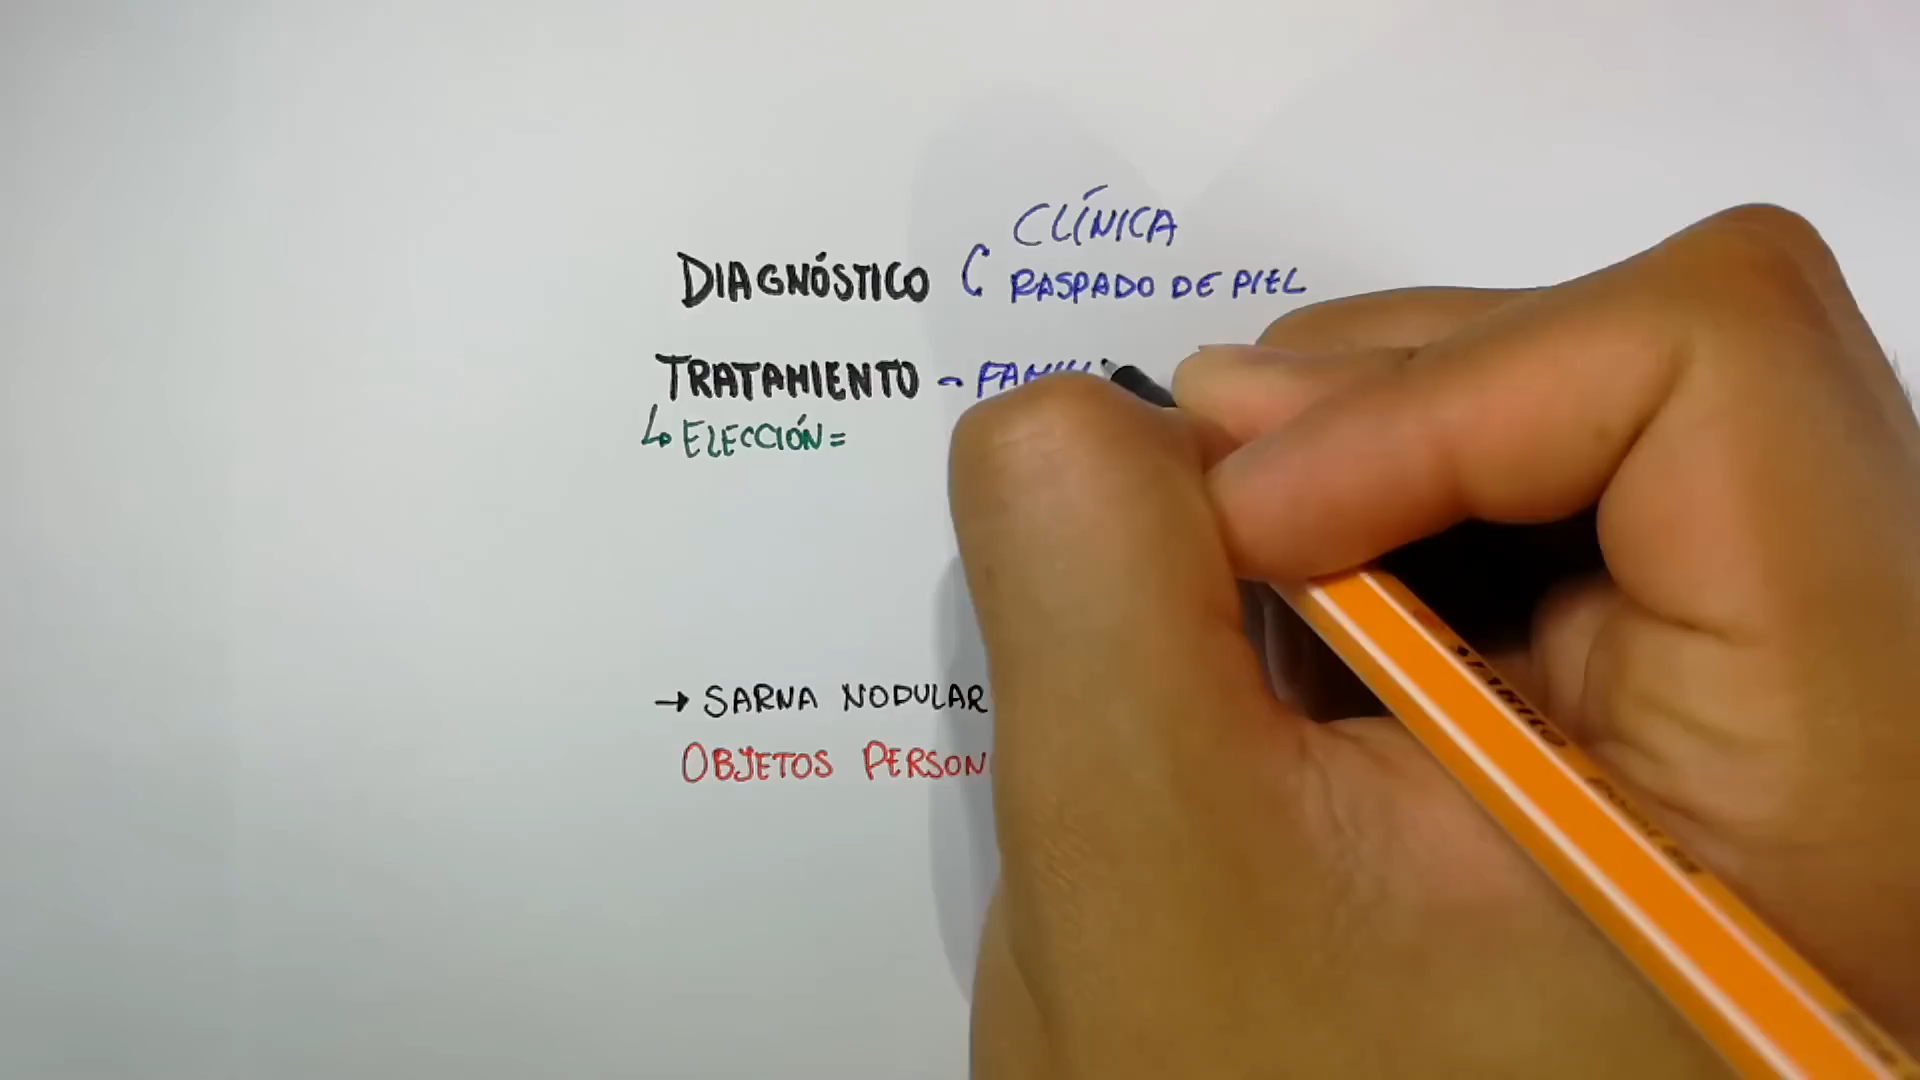 CLÍNICA
DIAGNÓSTICO
RASPADO DE PIEL
TRATAMIENTO
ELECCIÓN =
→ SARNA NODULAR
OBJETOS